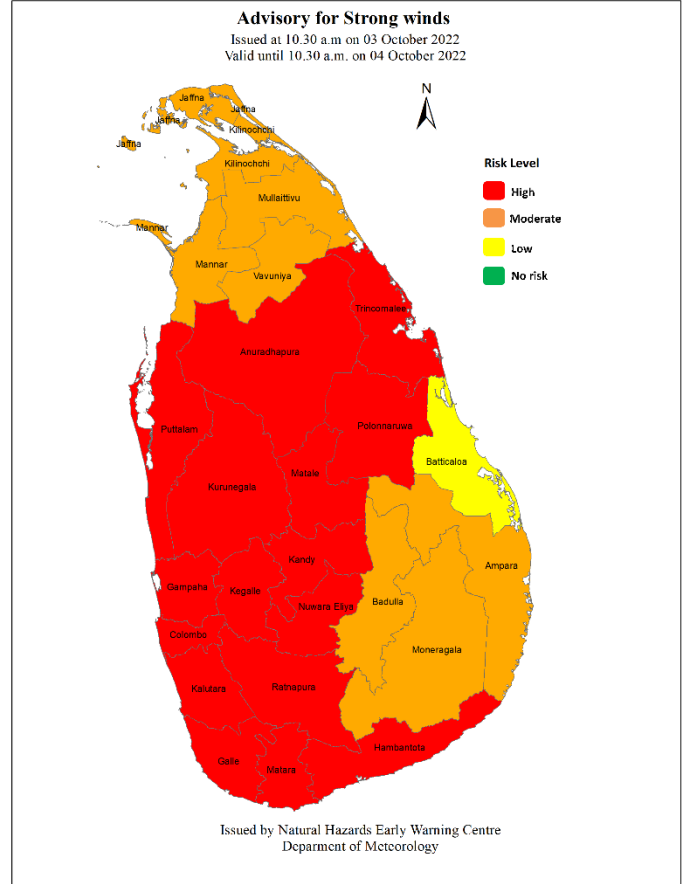 Advisory for Strong winds
Issued at 10.30 a.m on 03 October 2022
Valid until 10.30 a.m. on 04 October 2022
N
Jaffna
Jaffna
Jaffna
Kilinochchi
Jaffna
Kilinochchi
Risk Level
High
Moderate
Low
No risk
Mullaittivu
Mannar
Mannar
Vavuniya
Trincomalee
Anuradhapura
Puttalam
Polonnaruwa
Batticaloa
Kurunegala
Matale
Kandy
Ampara
Gampaha
Kegalle
Badulla
Nuwara Eliya
Colombo
Moneragala
Kalutara
Ratnapura
Hambantota
Galle
Matara
Issued by Natural Hazards Early Warning Centre
Deparment of Meteorology